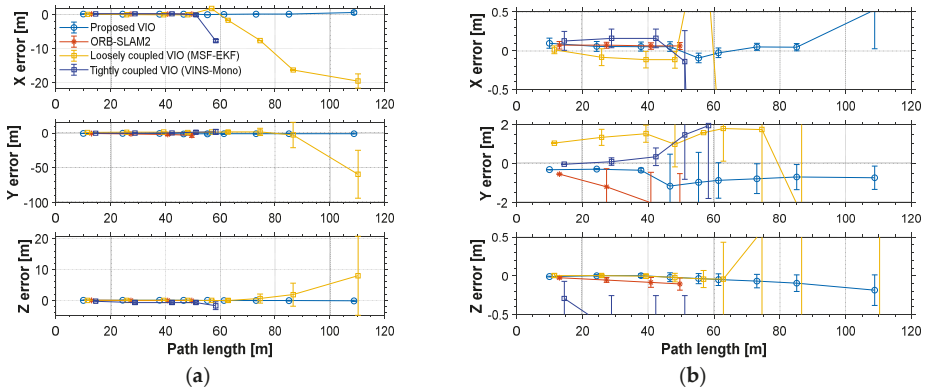 X error [m]
0
-10
-20
Proposed VIO
ORB-SLAM2
Loosely coupled VIO (MSF-EKF)
Tightly coupled VIO (VINS-Mono)
0 20 40 60 80 100 120
Y error [m]
0
-50
-100
0 20 40 60 80 100 120
Z error [m]
20
10
0
0 20 40 60 80 100 120
Path length [m]
(a)
X error [m]
0.5
0
-0.5
0 20 40 60 80 100 120
Y error [m]
2
0
-2
0 20 40 60 80 100 120
Z error [m]
0.5
0
-0.5
0 20 40 60 80 100 120
Path length [m]
(b)